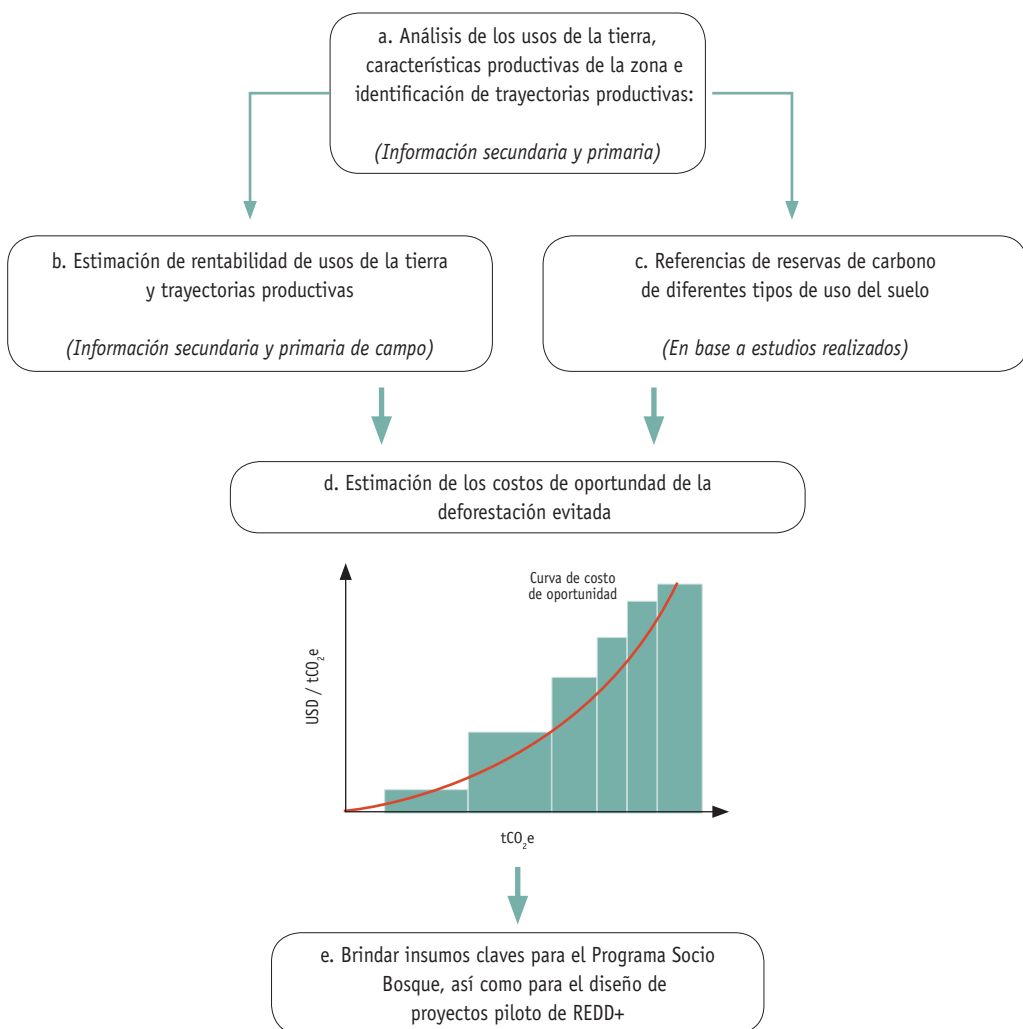 a. Análisis de los usos de la tierra,
características productivas de la zona e
identificación de trayectorias productivas:
(Información secundaria y primaria)
b. Estimación de rentabilidad de usos de la tierra
y trayectorias productivas
(Información secundaria y primaria de campo)
c. Referencias de reservas de carbono
de diferentes tipos de uso del suelo
(En base a estudios realizados)
d. Estimación de los costos de oportundad de la
deforestación evitada
Curva de costo
de oportunidad
USD / tCO₂e
tCO₂e
e. Brindar insumos claves para el Programa Socio
Bosque, así como para el diseño de
proyectos piloto de REDD+